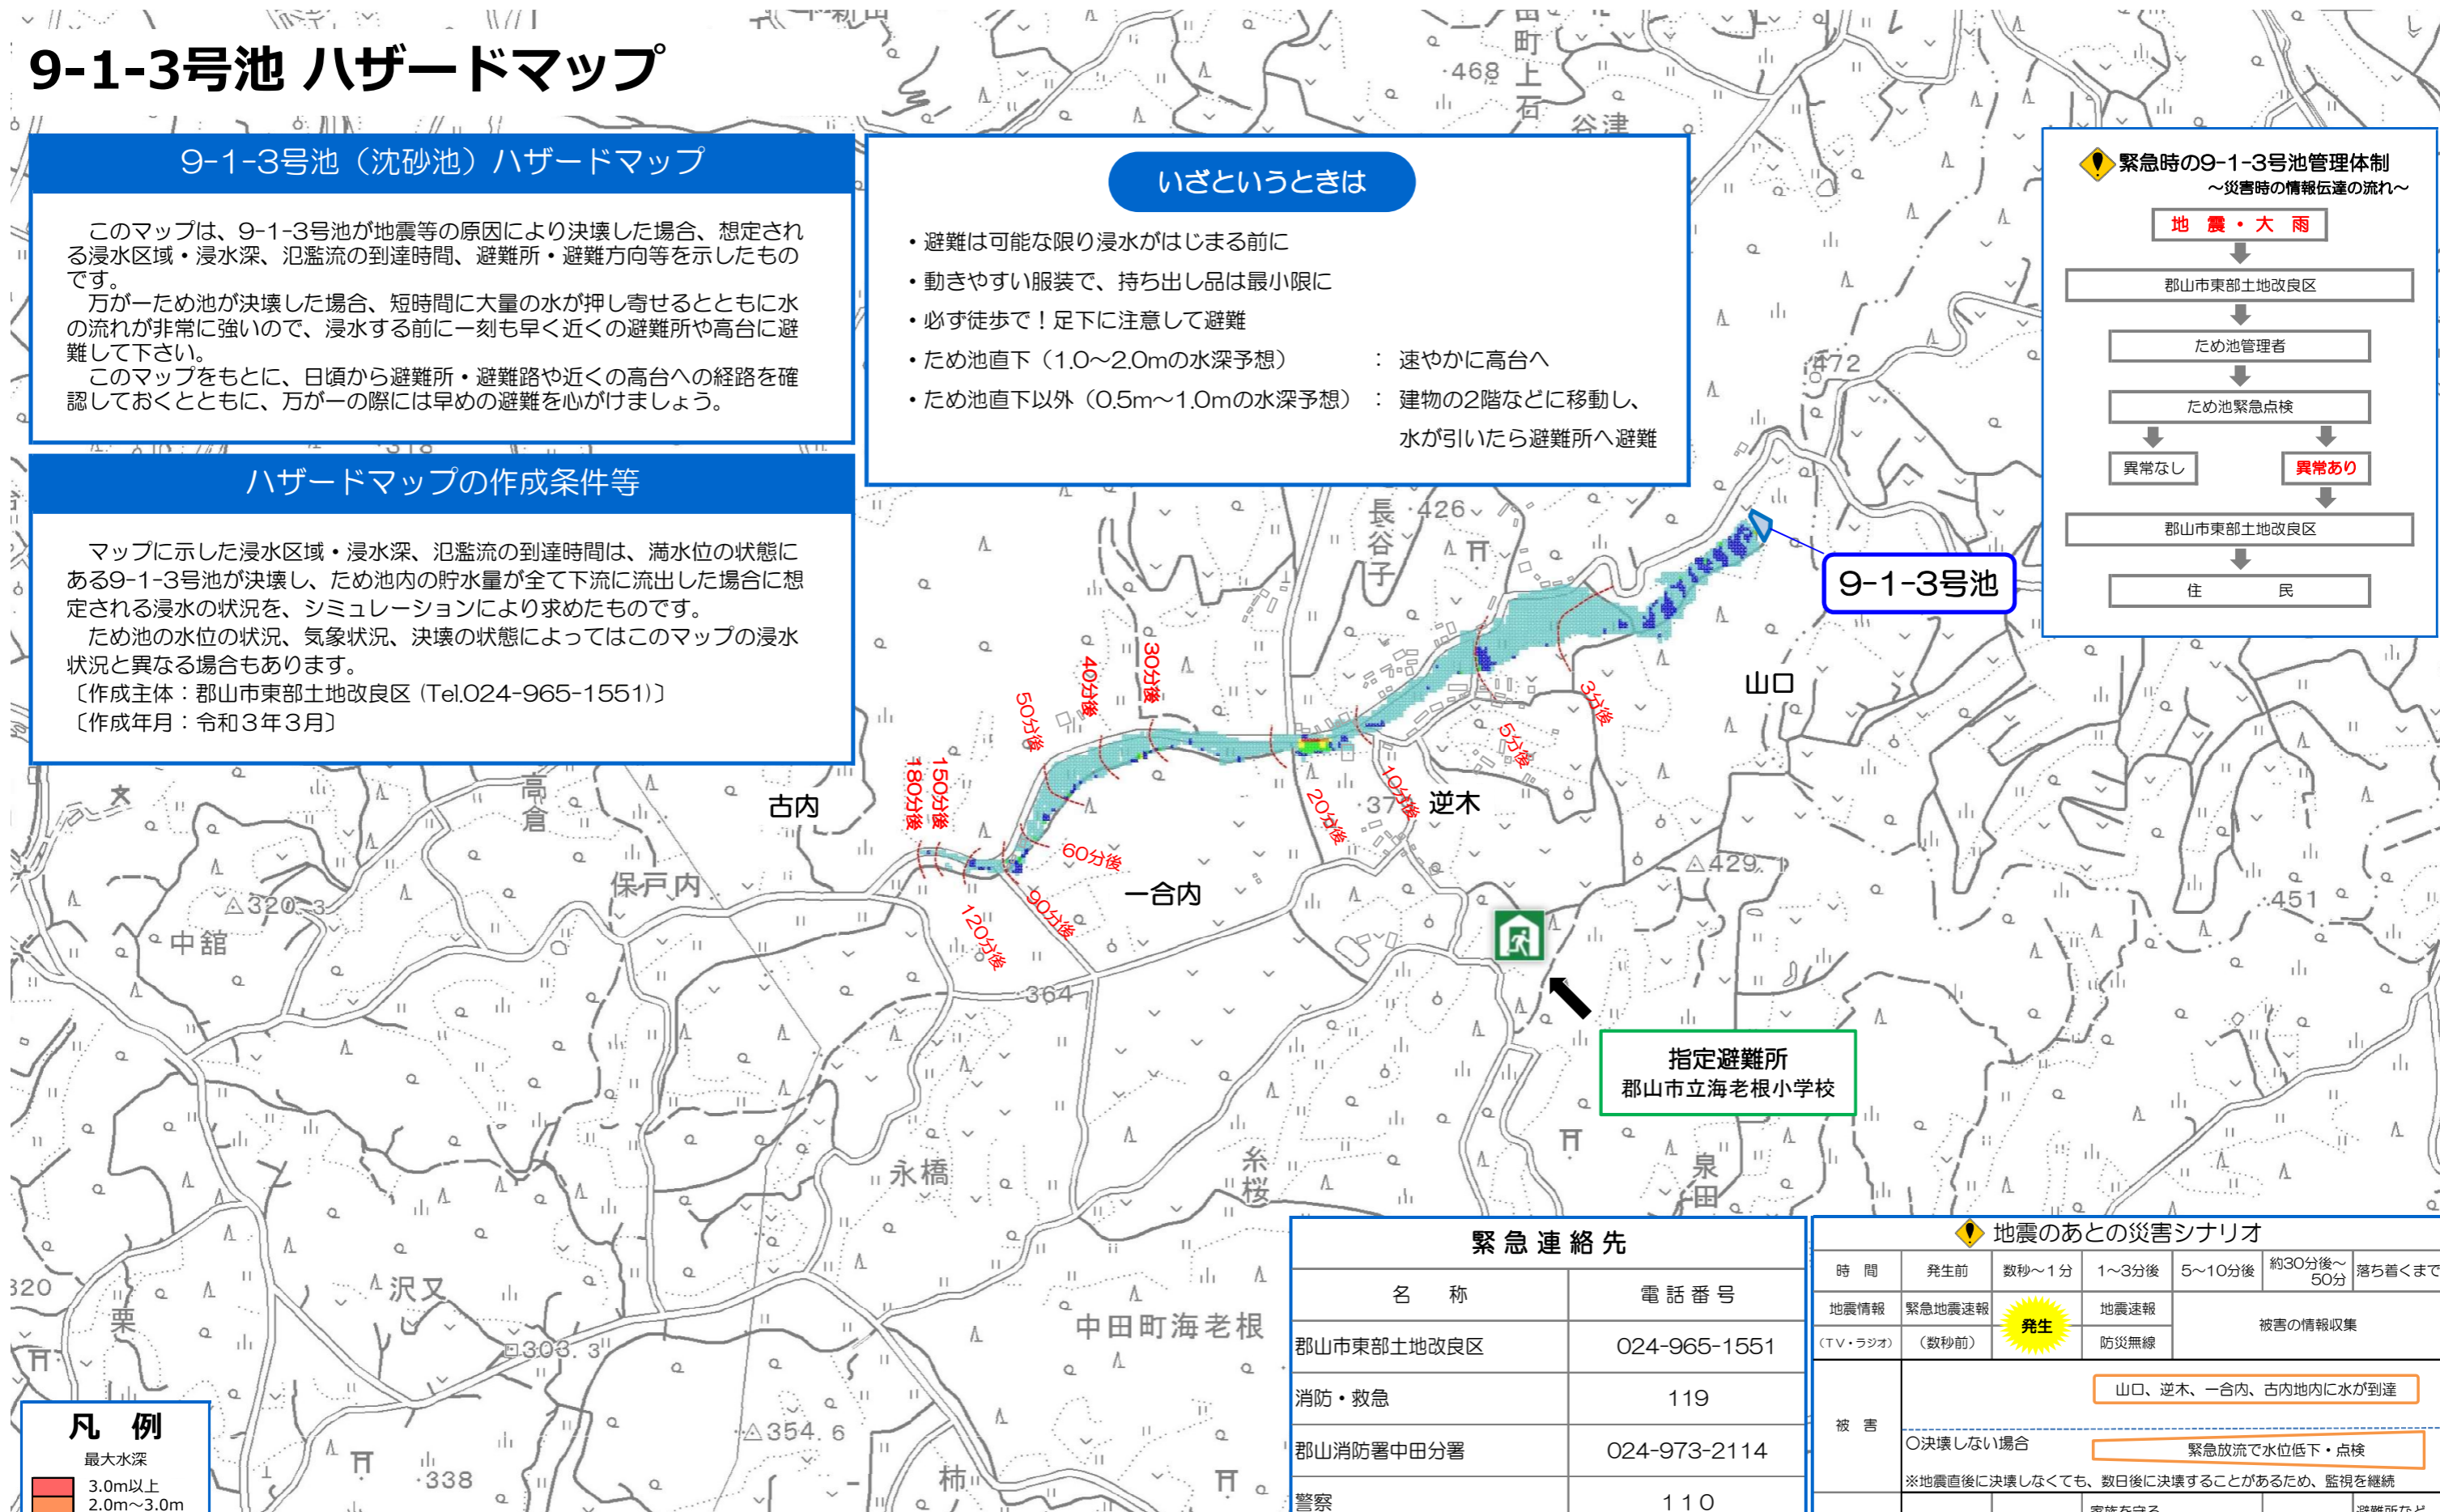 9-1-3号池 ハザードマップ
9-1-3号池（沈砂池）ハザードマップ
このマップは、9-1-3号池が地震等の原因により決壊した場合、想定され
る浸水区域・浸水深、氾濫流の到達時間、避難所・避難方向等を示したもの
です。
万が一ため池が決壊した場合、短時間に大量の水が押し寄せるとともに水
の流れが非常に強いので、浸水する前に一刻も早く近くの避難所や高台に避
難して下さい。
このマップをもとに、日頃から避難所・避難路や近くの高台への経路を確
認しておくとともに、万が一の際には早めの避難を心がけましょう。
ハザードマップの作成条件等
マップに示した浸水区域・浸水深、氾濫流の到達時間は、満水位の状態に
ある9-1-3号池が決壊し、ため池内の貯水量が全て下流に流出した場合に想
定される浸水の状況を、シミュレーションにより求めたものです。
ため池の水位の状況、気象状況、決壊の状態によってはこのマップの浸水
状況と異なる場合もあります。
〔作成主体：郡山市東部土地改良区 (Tel.024-965-1551)〕
〔作成年月：令和３年３月〕
いざというときは
・避難は可能な限り浸水がはじまる前に
・動きやすい服装で、持ち出し品は最小限に
・必ず徒歩で！足下に注意して避難
・ため池直下（1.0～2.0mの水深予想） ： 速やかに高台へ
・ため池直下以外（0.5m～1.0mの水深予想） ： 建物の2階などに移動し、
水が引いたら避難所へ避難
緊急時の9-1-3号池管理体制
～災害時の情報伝達の流れ～
地 震・大 雨
郡山市東部土地改良区
ため池管理者
ため池緊急点検
異常なし 異常あり
郡山市東部土地改良区
住 民
町上石
谷津
・468
472
長谷子
・426
9-1-3号池
山口
3分後
5分後
10分後
20分後
30分後
40分後
50分後
60分後
90分後
120分後
150分後
180分後
逆木
古内
一合内
高倉
保戸内
中舘
320.3
429.1
・451
・364
指定避難所
郡山市立海老根小学校
永橋
糸桜
泉田
沢又
栗
320
303.3
中田町海老根
354.6
・338
柿
凡 例
最大水深
3.0m以上
2.0m～3.0m
緊 急 連 絡 先
名 称 電 話 番 号
郡山市東部土地改良区 024-965-1551
消防・救急 119
郡山消防署中田分署 024-973-2114
警察 110
地震のあとの災害シナリオ
時 間 発生前 数秒～１分 1～3分後 5～10分後 約30分後～50分 落ち着くまで
地震情報 緊急地震速報 発生 地震速報 被害の情報収集
（ＴＶ・ラジオ） （数秒前） 防災無線
被 害
山口、逆木、一合内、古内地内に水が到達
〇決壊しない場合 緊急放流で水位低下・点検
※地震直後に決壊しなくても、数日後に決壊することがあるため、監視を継続